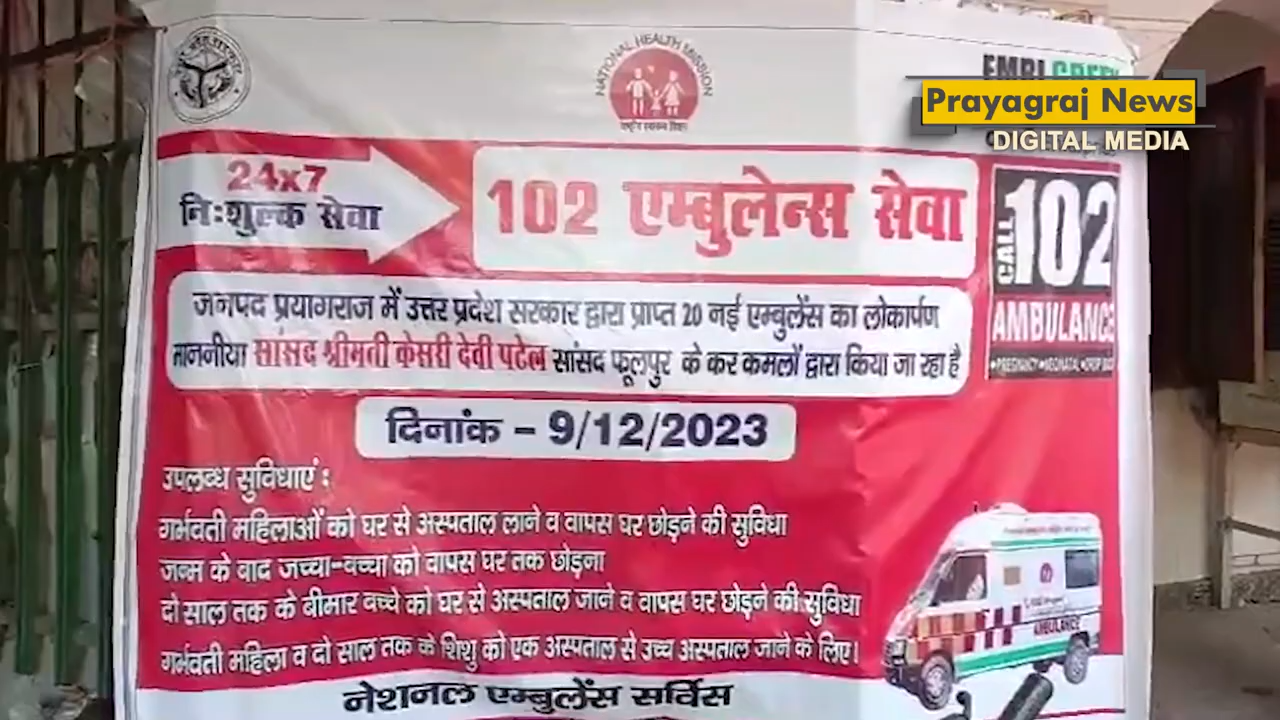 NATIONAL HEALTH MISSION
राष्ट्रीय स्वास्थ्य मिशन
EMRI GREEN
Prayagraj News
DIGITAL MEDIA
24x7
निःशुल्क सेवा
102 एम्बुलेन्स सेवा
CALL 102
AMBULANCE
•PREGNANCY •NEONATAL •DROP BACK
जनपद प्रयागराज में उत्तर प्रदेश सरकार द्वारा प्राप्त 20 नई एम्बुलेंस का लोकार्पण
माननीया सांसद श्रीमती केसरी देवी पटेल सांसद फूलपुर के कर कमलों द्वारा किया जा रहा है
दिनांक - 9/12/2023
उपलब्ध सुविधाएं :
गर्भवती महिलाओं को घर से अस्पताल लाने व वापस घर छोड़ने की सुविधा
जन्म के बाद जच्चा-बच्चा को वापस घर तक छोड़ना
दो साल तक के बीमार बच्चे को घर से अस्पताल जाने व वापस घर छोड़ने की सुविधा
गर्भवती महिला व दो साल तक के शिशु को एक अस्पताल से उच्च अस्पताल जाने के लिए।
AMBULANCE
नेशनल एम्बुलेंस सर्विस